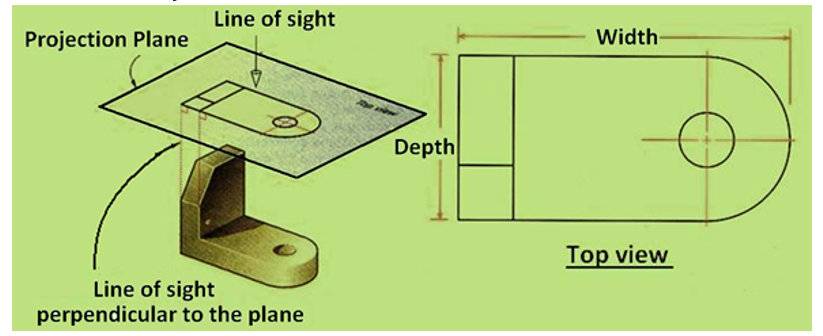 Line of sight
Projection Plane
Top view
Width
Depth
Line of sight
perpendicular to the plane
Top view